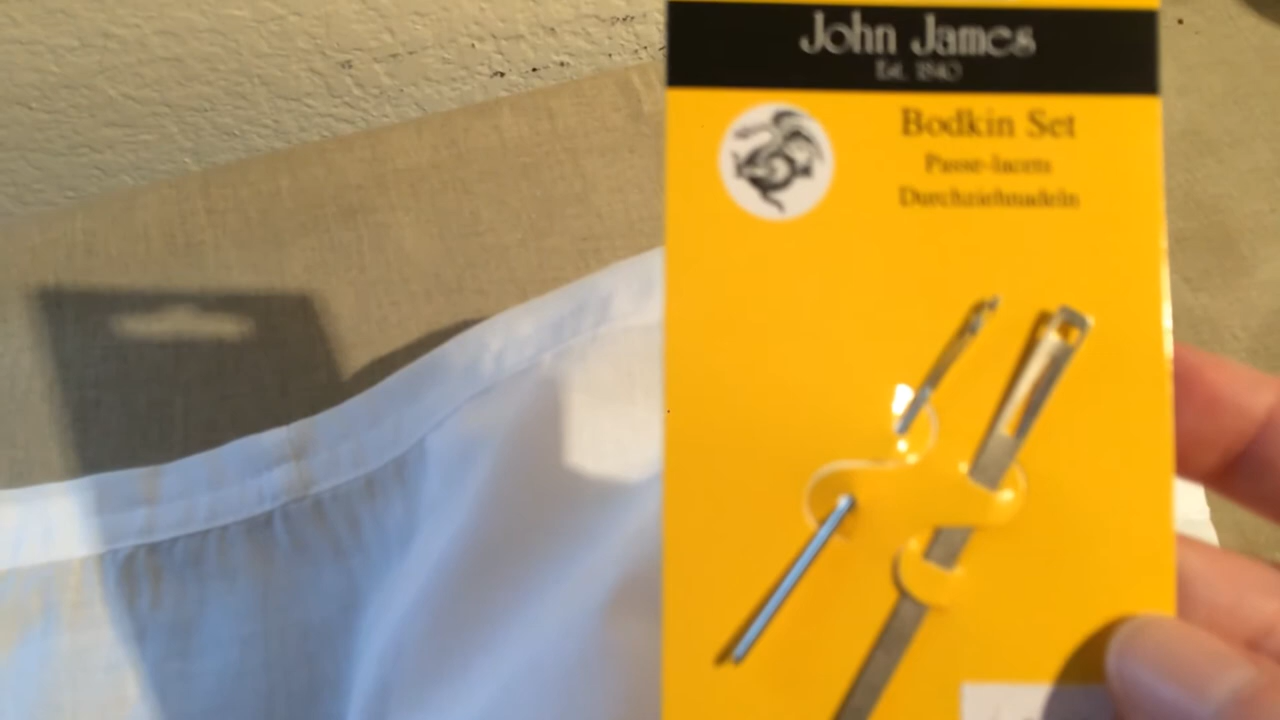 John James
Est. 1840
Bodkin Set
Passe-lacets
Durchziehnadeln